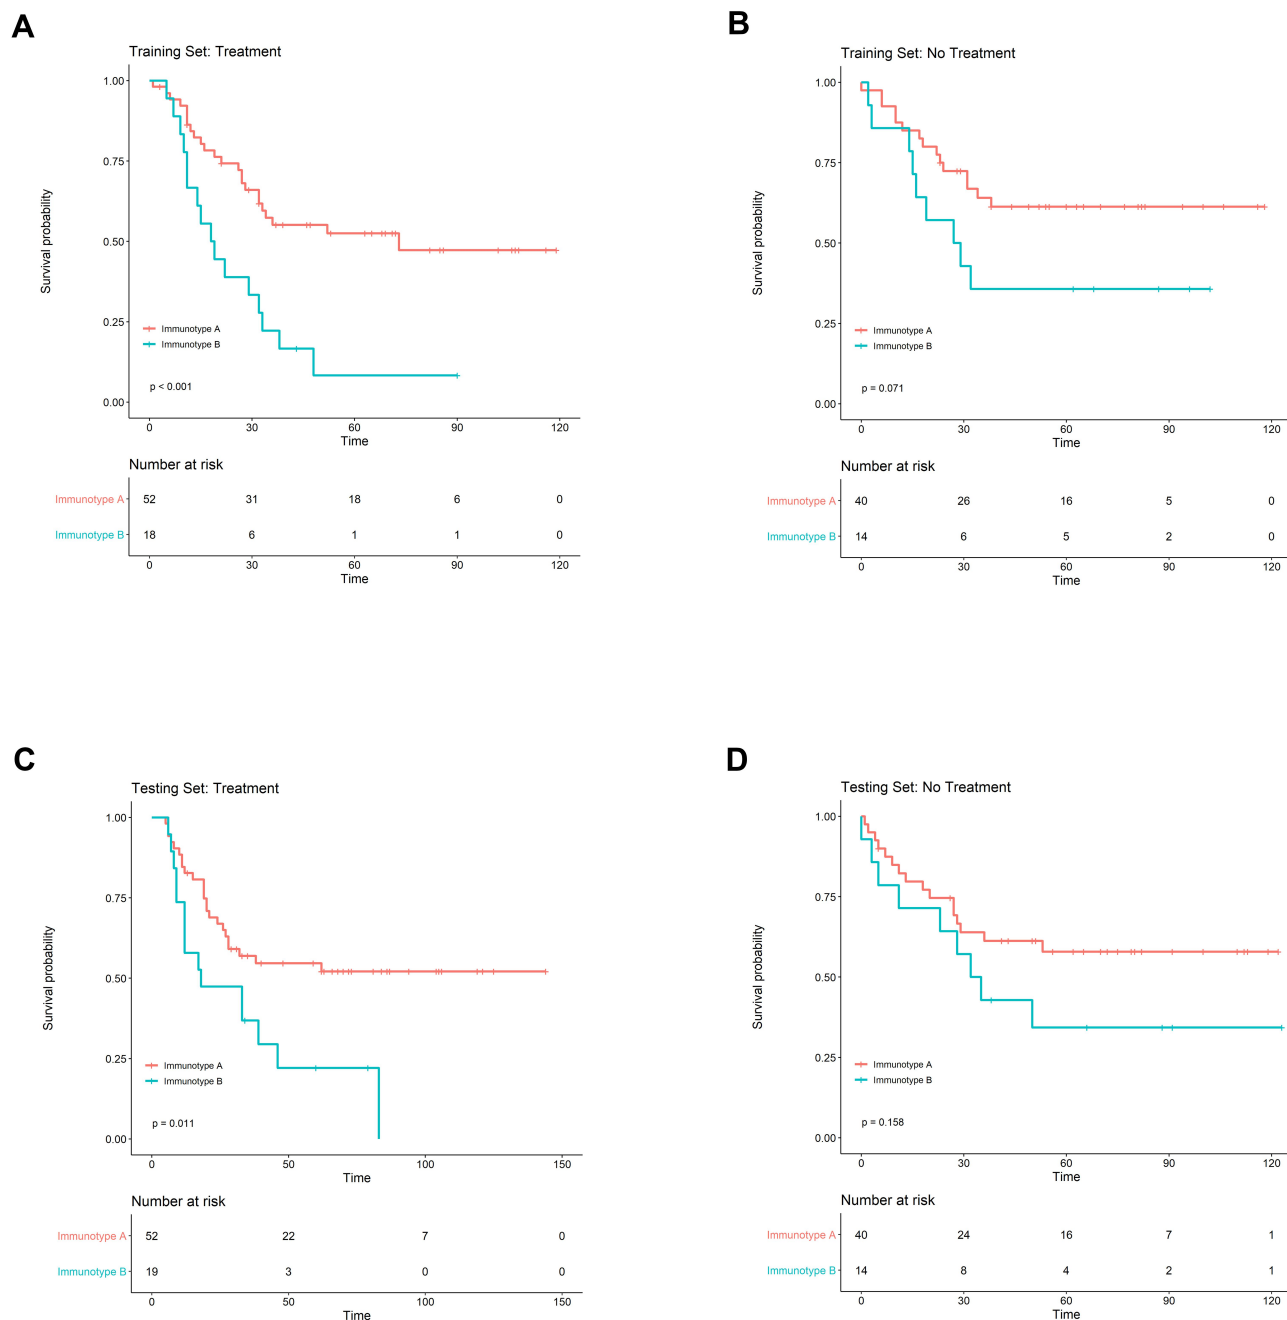 A
Training Set: Treatment
Survival probability
1.00
0.75
0.50
0.25
0.00
Immunotype A
Immunotype B
p < 0.001
0 30 60 90 120
Time
Number at risk
Immunotype A 52 31 18 6 0
Immunotype B 18 6 1 1 0
0 30 60 90 120
Time
B
Training Set: No Treatment
Survival probability
1.00
0.75
0.50
0.25
0.00
Immunotype A
Immunotype B
p = 0.071
0 30 60 90 120
Time
Number at risk
Immunotype A 40 26 16 5 0
Immunotype B 14 6 5 2 0
0 30 60 90 120
Time
C
Testing Set: Treatment
Survival probability
1.00
0.75
0.50
0.25
0.00
Immunotype A
Immunotype B
p = 0.011
0 50 100 150
Time
Number at risk
Immunotype A 52 22 7 0
Immunotype B 19 3 0 0
0 50 100 150
Time
D
Testing Set: No Treatment
Survival probability
1.00
0.75
0.50
0.25
0.00
Immunotype A
Immunotype B
p = 0.158
0 30 60 90 120
Time
Number at risk
Immunotype A 40 24 16 7 1
Immunotype B 14 8 4 2 1
0 30 60 90 120
Time